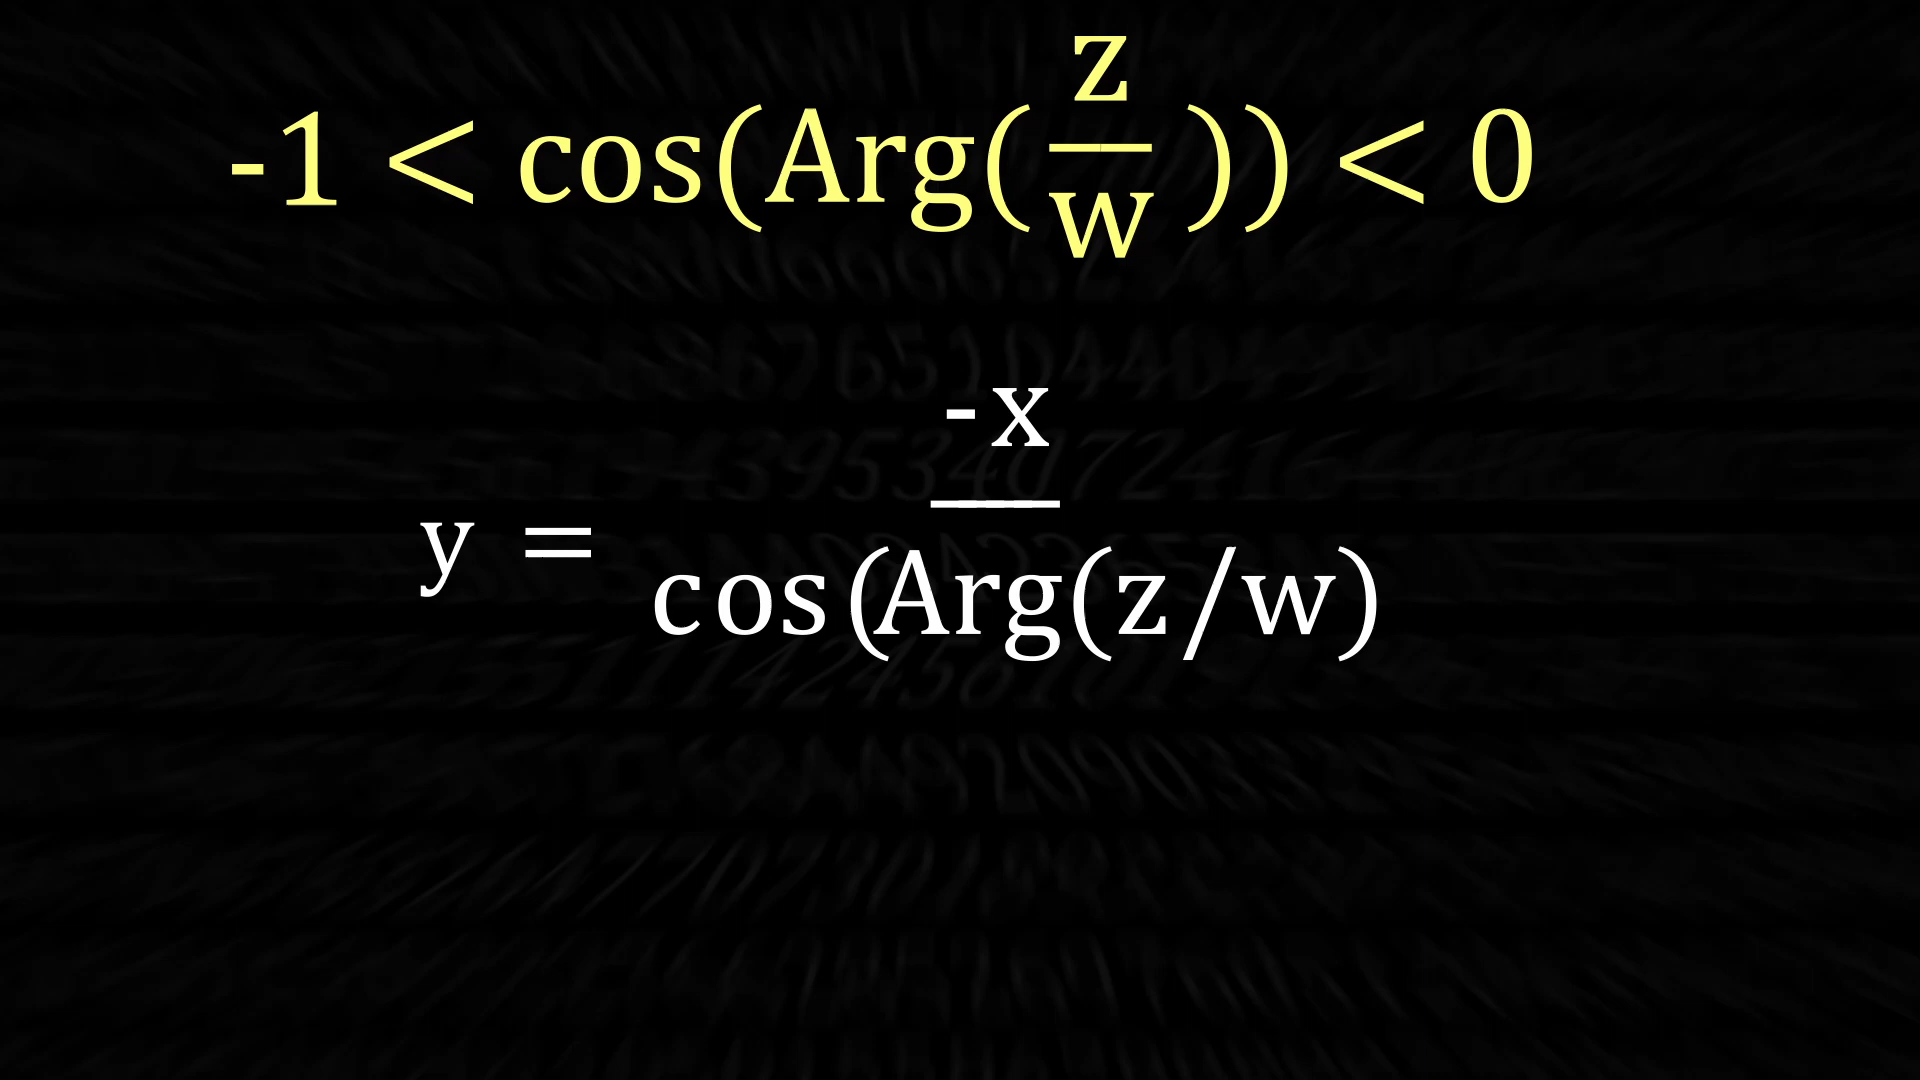 -1 < cos(Arg(z/w)) < 0
y = -x/cos(Arg(z/w)